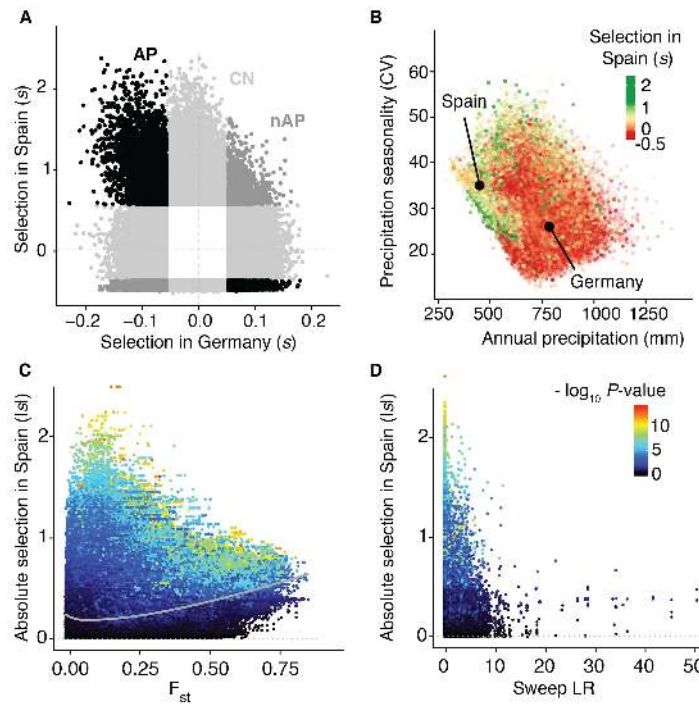 A
AP
CN
nAP
Selection in Spain (s)
2
1
0
−0.2
−0.1
0.0
0.1
0.2
Selection in Germany (s)
B
Selection in
Spain (s)
2
1
0
-0.5
Spain
Germany
Precipitation seasonality (CV)
60
50
40
30
20
250
500
750
1000
1250
Annual precipitation (mm)
C
Absolute selection in Spain (|s|)
2
1
0
0.00
0.25
0.50
0.75
Fst
D
- log10 P-value
10
5
0
Absolute selection in Spain (|s|)
2
1
0
0
10
20
30
40
50
Sweep LR